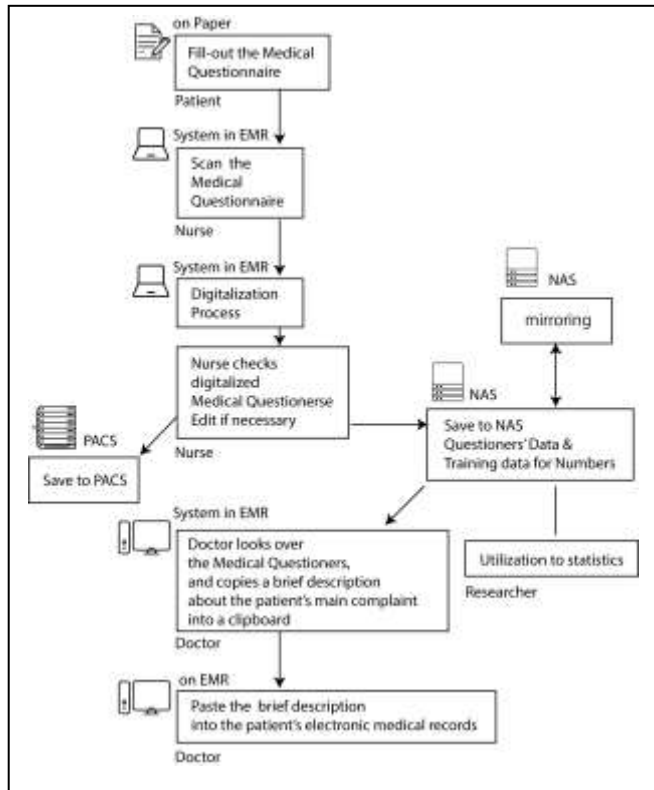 on Paper
Fill-out the Medical
Questionnaire
Patient
System in EMR
Scan the
Medical
Questionnaire
Nurse
System in EMR
Digitalization
Process
NAS
mirroring
Nurse checks
digitalized
Medical Questionerse
Edit if necessary
Nurse
NAS
Save to NAS
Questioners' Data &
Training data for Numbers
PACS
Save to PACS
System in EMR
Doctor looks over
the Medical Questioners,
and copies a brief description
about the patient's main complaint
into a clipboard
Doctor
Utilization to statistics
Researcher
on EMR
Paste the brief description
into the patient's electronic medical records
Doctor